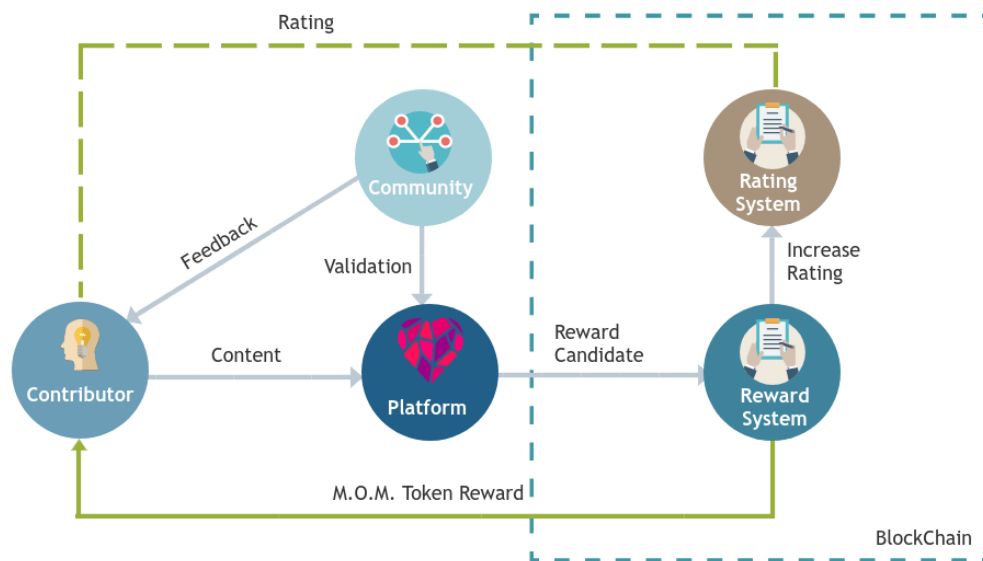 Rating
Community
Rating
System
Feedback
Validation
Increase
Rating
Content
Reward
Candidate
Contributor
Platform
Reward
System
M.O.M. Token Reward
BlockChain